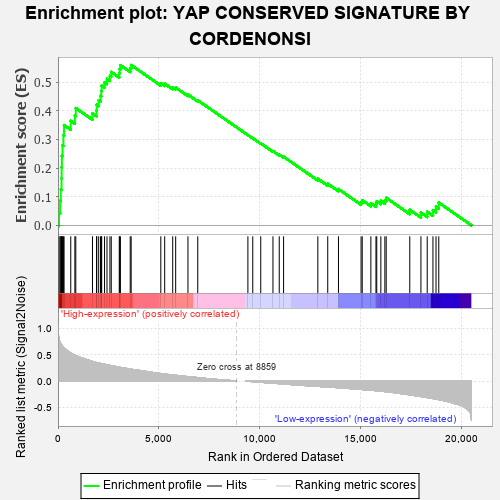 Enrichment plot: YAP CONSERVED SIGNATURE BY
CORDENONSI
Enrichment score (ES)
0.5
0.4
0.3
0.2
0.1
0.0
'High-expression' (positively correlated)
Ranked list metric (Signal2Noise)
1.0
0.5
0.0
-0.5
Zero cross at 8859
'Low-expression' (negatively correlated)
0
5,000
10,000
15,000
20,000
Rank in Ordered Dataset
Enrichment profile
Hits
Ranking metric scores